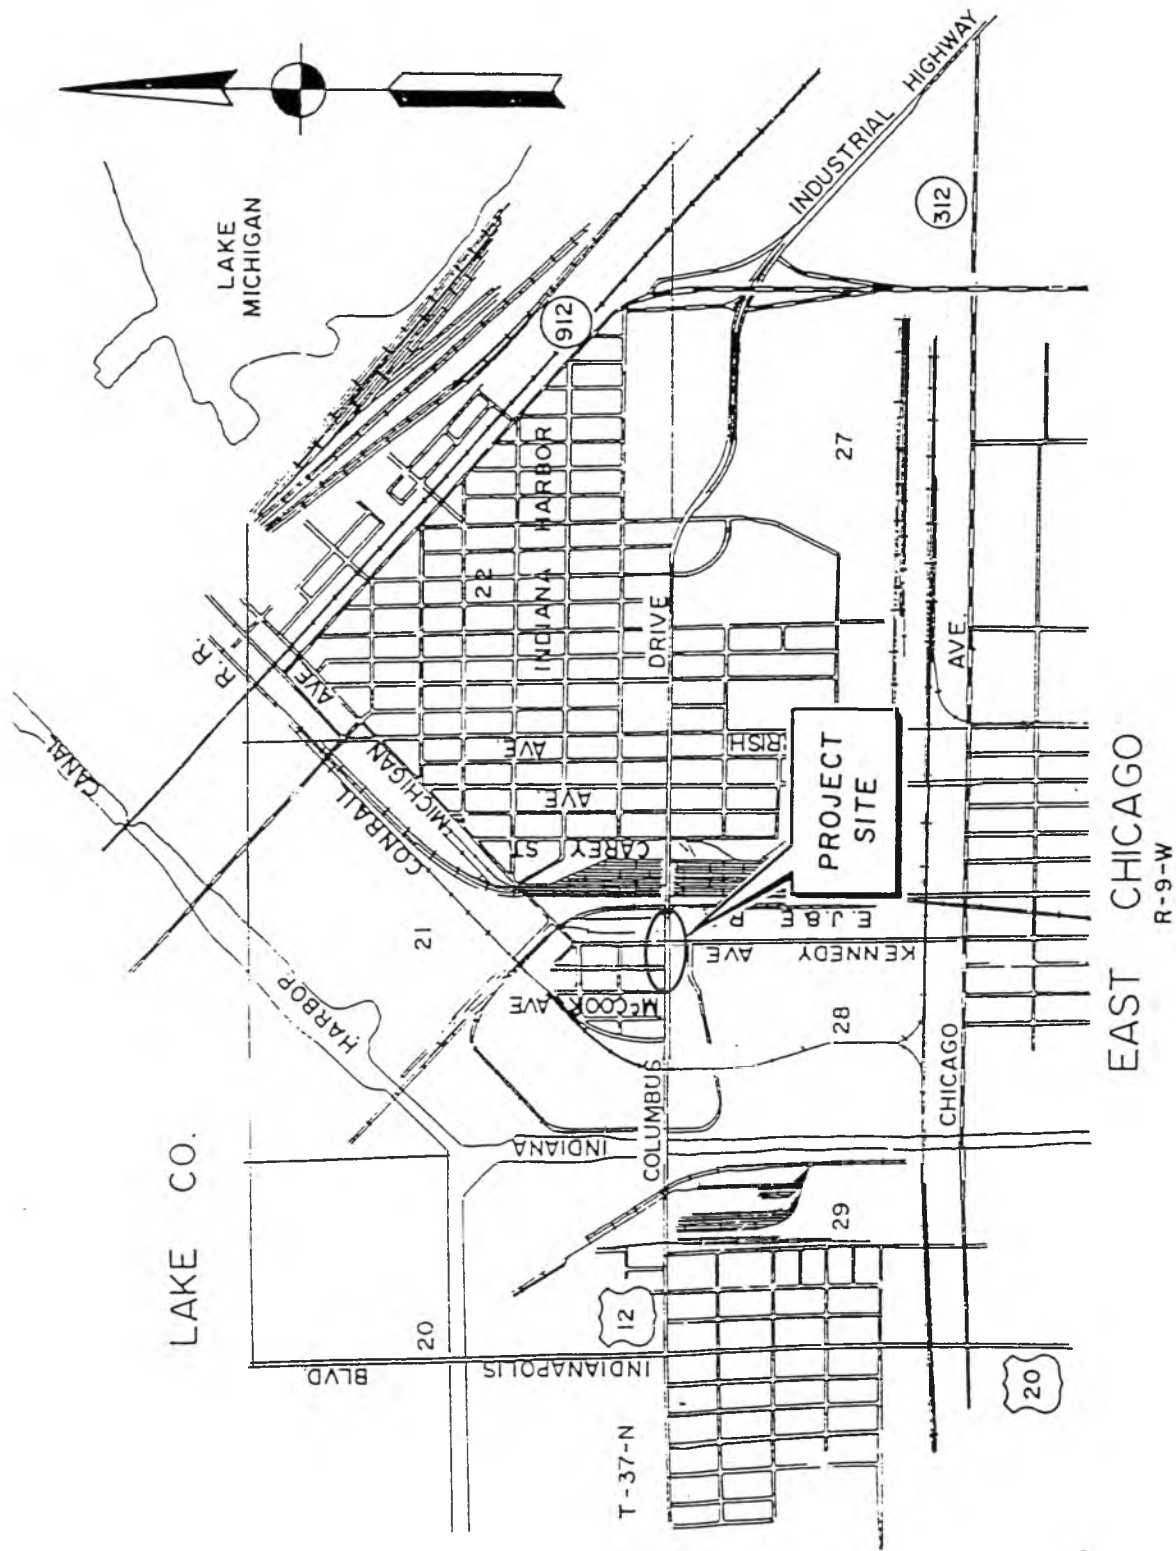 LAKE CO.
LAKE
MICHIGAN
CANAL
R. R.
AVE
CONRAIL
MICHIGAN
INDUSTRIAL HIGHWAY
912
312
21
22
INDIANA HARBOR
HARBOR
INDIANA
20
BLVD
INDIANAPOLIS
12
T-37-N
McCOOK AVE
CAREY ST
AVE
AVE
RISH
COLUMBUS DRIVE
PROJECT
SITE
E. J. & E. R
KENNEDY AVE
27
28
29
CHICAGO AVE.
20
EAST CHICAGO
R-9-W